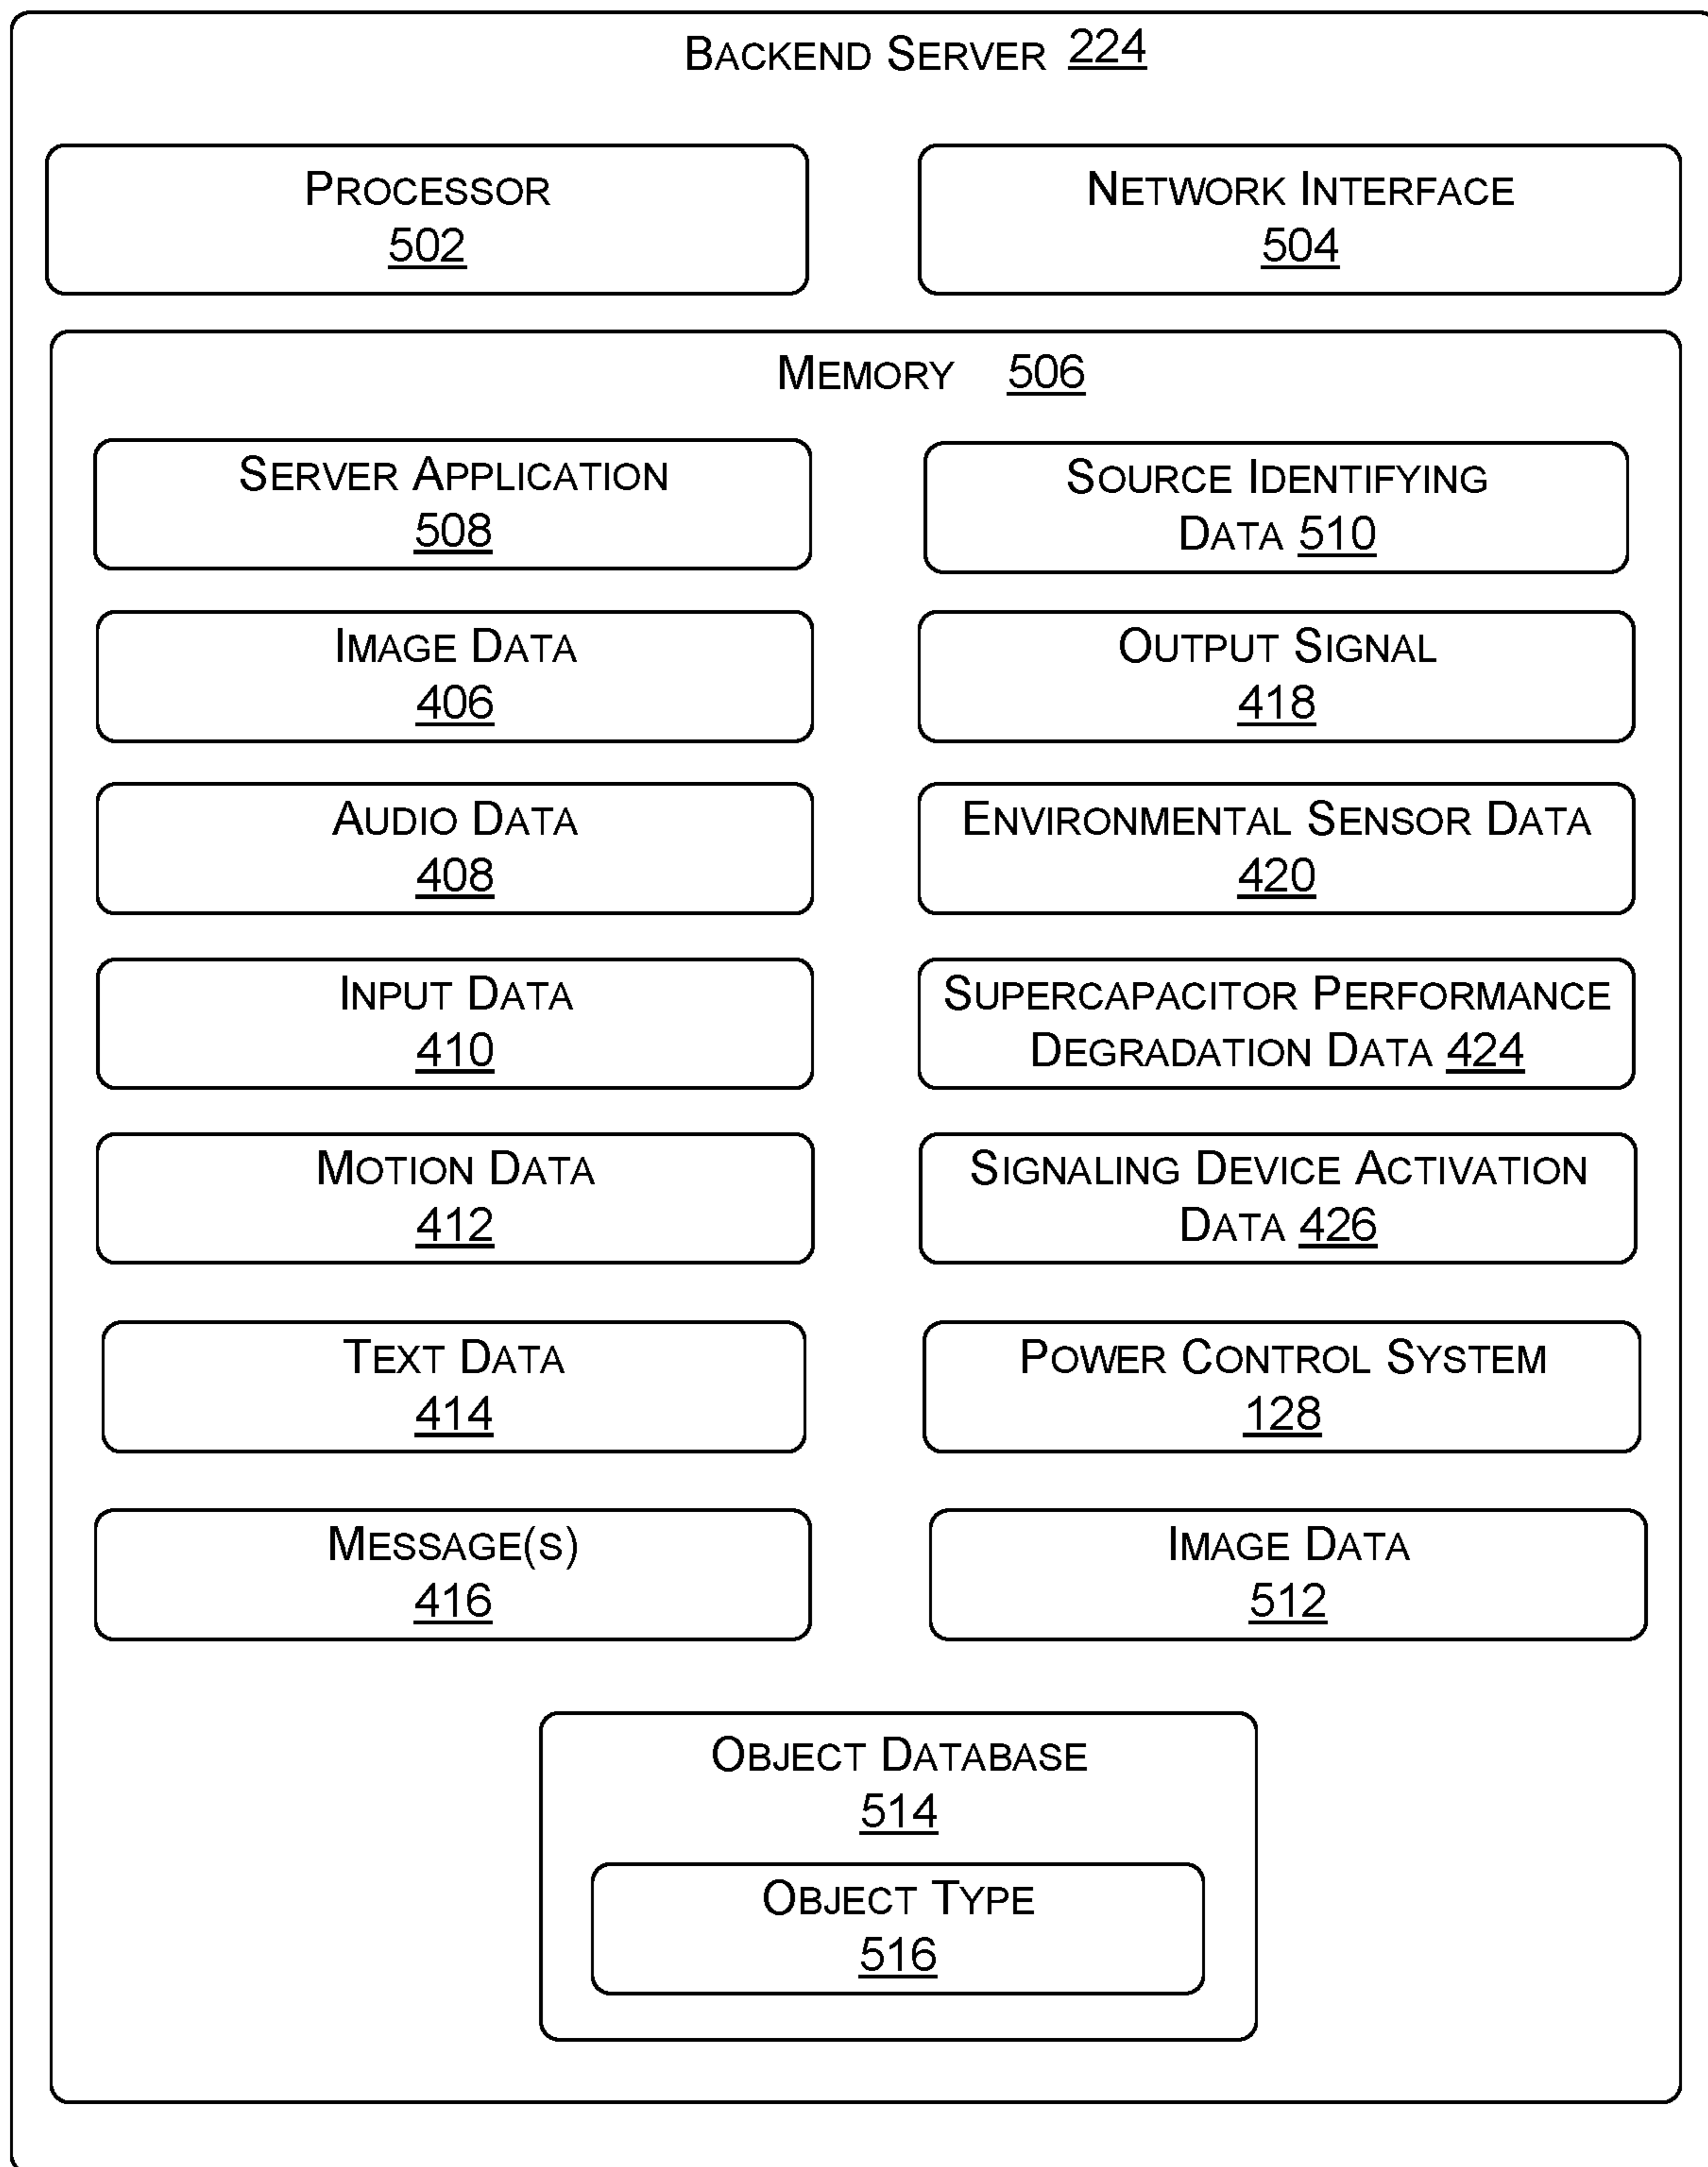 BACKEND SERVER 224
PROCESSOR
502
NETWORK INTERFACE
504
MEMORY 506
SERVER APPLICATION
508
SOURCE IDENTIFYING
DATA 510
IMAGE DATA
406
OUTPUT SIGNAL
418
AUDIO DATA
408
ENVIRONMENTAL SENSOR DATA
420
INPUT DATA
410
SUPERCAPACITOR PERFORMANCE
DEGRADATION DATA 424
MOTION DATA
412
SIGNALING DEVICE ACTIVATION
DATA 426
TEXT DATA
414
POWER CONTROL SYSTEM
128
MESSAGE(S)
416
IMAGE DATA
512
OBJECT DATABASE
514
OBJECT TYPE
516